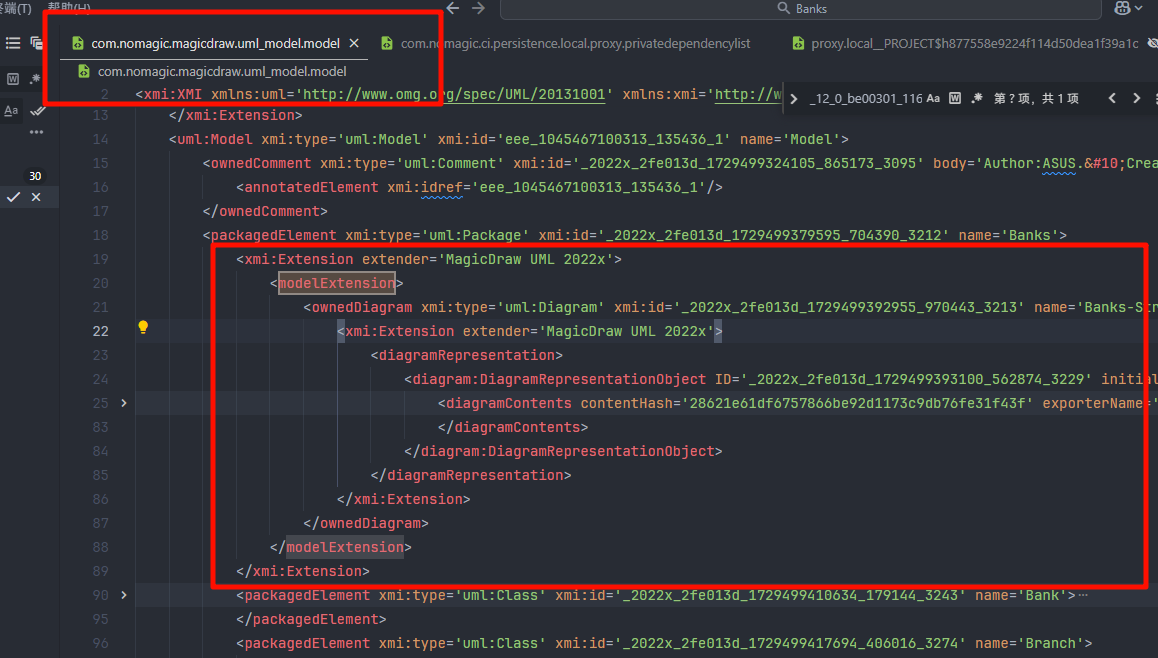 终端(T) 帮助(H)
Banks
com.nomagic.magicdraw.uml_model.model
com.nomagic.ci.persistence.local.proxy.privatedependencylist
proxy.local__PROJECT$h877558e9224f114d50dea1f39a1c
com.nomagic.magicdraw.uml_model.model
2 <xmi:XMI xmlns:uml='http://www.omg.org/spec/UML/20131001' xmlns:xmi='http://w
_12_0_be00301_116 Aa W .* 第 ? 项，共 1 项
W .*
Aa
30
13 </xmi:Extension>
14 <uml:Model xmi:type='uml:Model' xmi:id='eee_1045467100313_135436_1' name='Model'>
15 <ownedComment xmi:type='uml:Comment' xmi:id='_2022x_2fe013d_1729499324105_865173_3095' body='Author:ASUS.&#10;Crea
16 <annotatedElement xmi:idref='eee_1045467100313_135436_1'/>
17 </ownedComment>
18 <packagedElement xmi:type='uml:Package' xmi:id='_2022x_2fe013d_1729499379595_704390_3212' name='Banks'>
19 <xmi:Extension extender='MagicDraw UML 2022x'>
20 <modelExtension>
21 <ownedDiagram xmi:type='uml:Diagram' xmi:id='_2022x_2fe013d_1729499392955_970443_3213' name='Banks-Str
22 <xmi:Extension extender='MagicDraw UML 2022x'>
23 <diagramRepresentation>
24 <diagram:DiagramRepresentationObject ID='_2022x_2fe013d_1729499393100_562874_3229' initial
25 <diagramContents contentHash='28621e61df6757866be92d1173c9db76fe31f43f' exporterName='
83 </diagramContents>
84 </diagram:DiagramRepresentationObject>
85 </diagramRepresentation>
86 </xmi:Extension>
87 </ownedDiagram>
88 </modelExtension>
89 </xmi:Extension>
90 <packagedElement xmi:type='uml:Class' xmi:id='_2022x_2fe013d_1729499410634_179144_3243' name='Bank'>⋯
95 </packagedElement>
96 <packagedElement xmi:type='uml:Class' xmi:id='_2022x_2fe013d_1729499417694_406016_3274' name='Branch'>